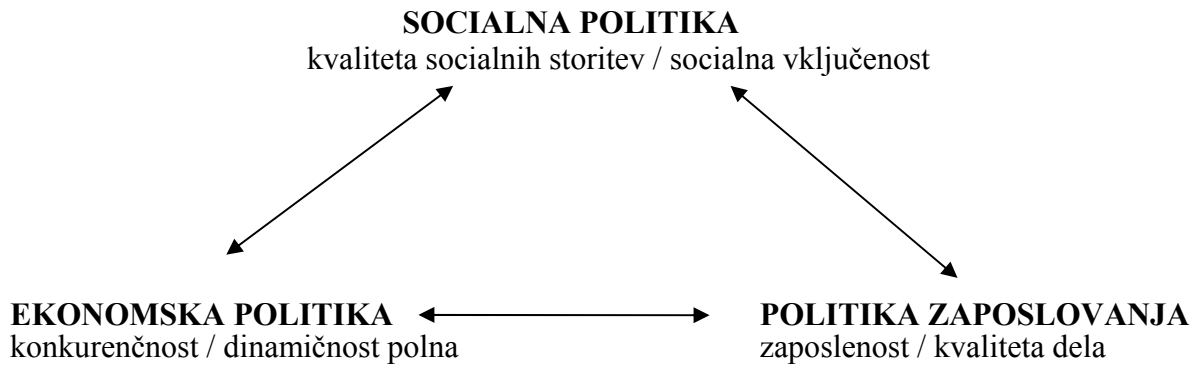 SOCIALNA POLITIKA
kvaliteta socialnih storitev / socialna vključenost
EKONOMSKA POLITIKA
konkurenčnost / dinamičnost polna
POLITIKA ZAPOSLOVANJA
zaposlenost / kvaliteta dela